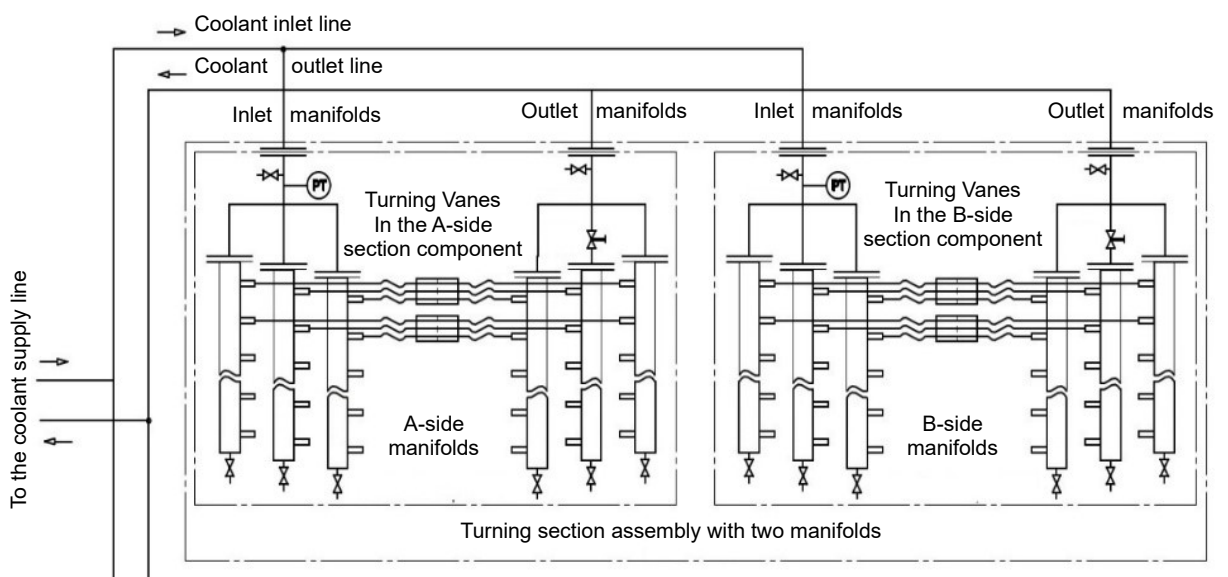 Coolant inlet line
Coolant outlet line
Inlet manifolds
Outlet manifolds
Inlet manifolds
Outlet manifolds
PT
PT
Turning Vanes
In the A-side
section component
Turning Vanes
In the B-side
section component
To the coolant supply line
A-side
manifolds
B-side
manifolds
Turning section assembly with two manifolds